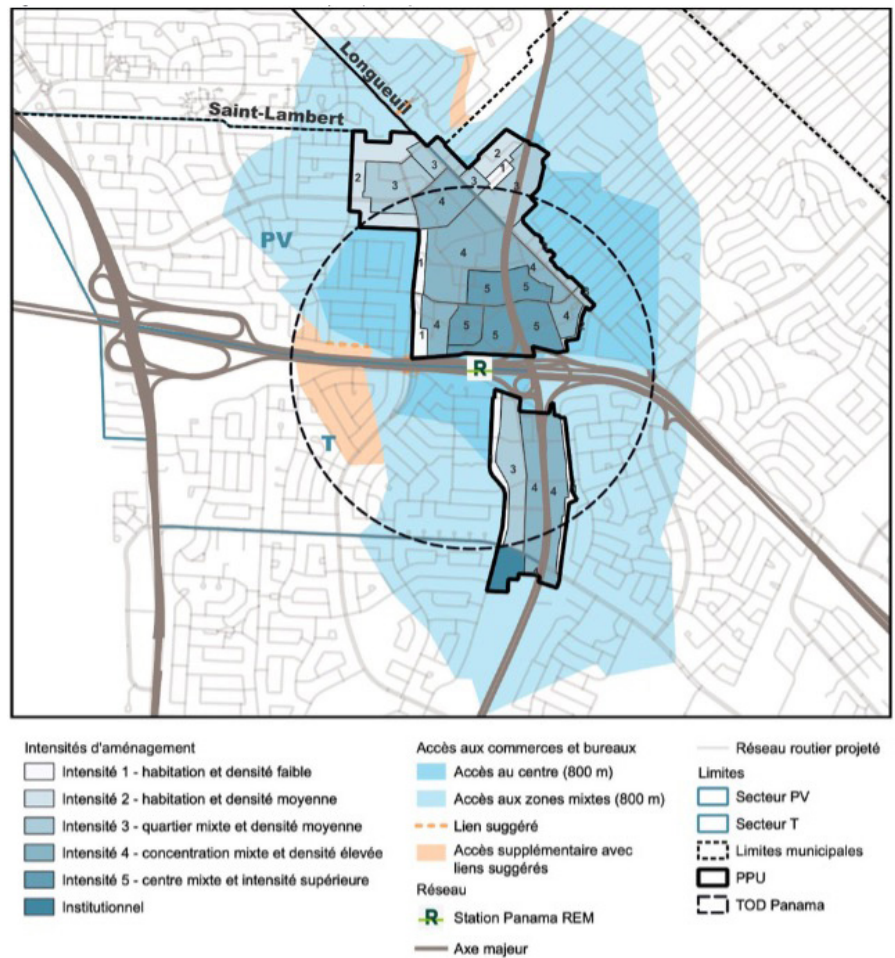 Longueuil
Saint-Lambert
2
1
2
3
3
3
3
4
PV
4
1
4
5
5
4
5
5
4
1
5
R
T
3
4
4
Intensités d'aménagement
Intensité 1 - habitation et densité faible
Intensité 2 - habitation et densité moyenne
Intensité 3 - quartier mixte et densité moyenne
Intensité 4 - concentration mixte et densité élevée
Intensité 5 - centre mixte et intensité supérieure
Institutionnel
Accès aux commerces et bureaux
Accès au centre (800 m)
Accès aux zones mixtes (800 m)
Lien suggéré
Accès supplémentaire avec
liens suggérés
Réseau
R Station Panama REM
Axe majeur
Réseau routier projeté
Limites
Secteur PV
Secteur T
Limites municipales
PPU
TOD Panama